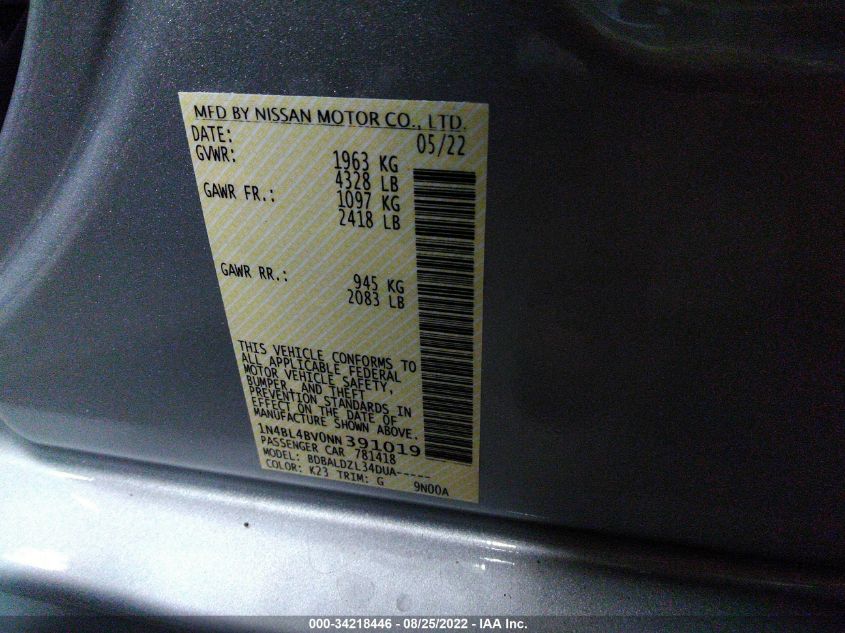 MFD BY NISSAN MOTOR CO., LTD.
DATE: 05/22
GVWR: 1963 KG
4328 LB
GAWR FR.: 1097 KG
2418 LB
GAWR RR.: 945 KG
2083 LB
THIS VEHICLE CONFORMS TO
ALL APPLICABLE FEDERAL
MOTOR VEHICLE SAFETY,
BUMPER, AND THEFT
PREVENTION STANDARDS IN
EFFECT ON THE DATE OF
MANUFACTURE SHOWN ABOVE.
1N4BL4BV0NN391019
PASSENGER CAR 781418
MODEL: BDBALDZL34DUA-----
COLOR: K23 TRIM: G 9N00A
000-34218446 - 08/25/2022 - IAA Inc.